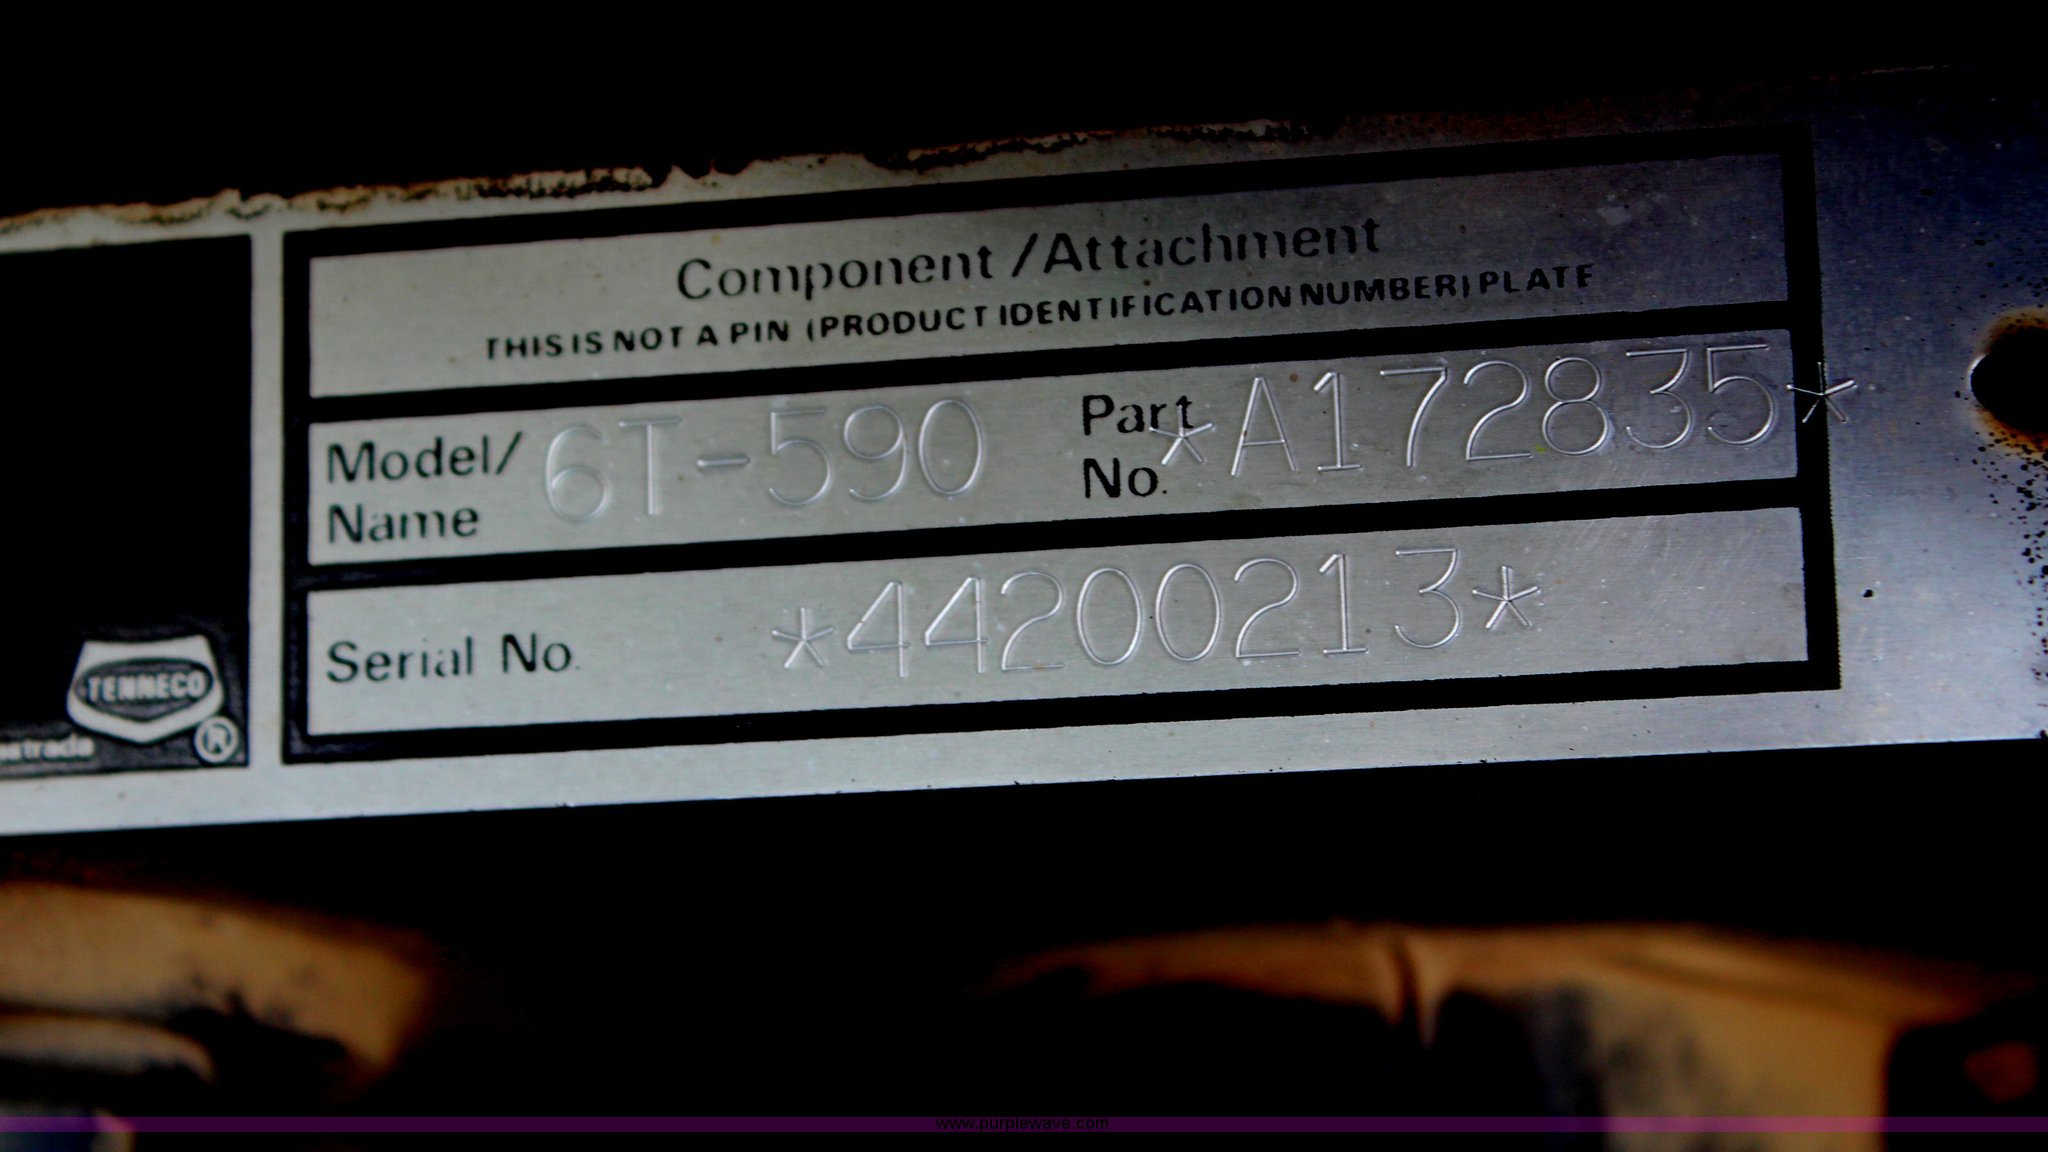 Component/Attachment
THIS IS NOT A PIN (PRODUCT IDENTIFICATION NUMBER) PLATE
Model/Name 6T-590
Part No. *A172835*
Serial No. *44200213*
TENNECO
®
www.purplewave.com